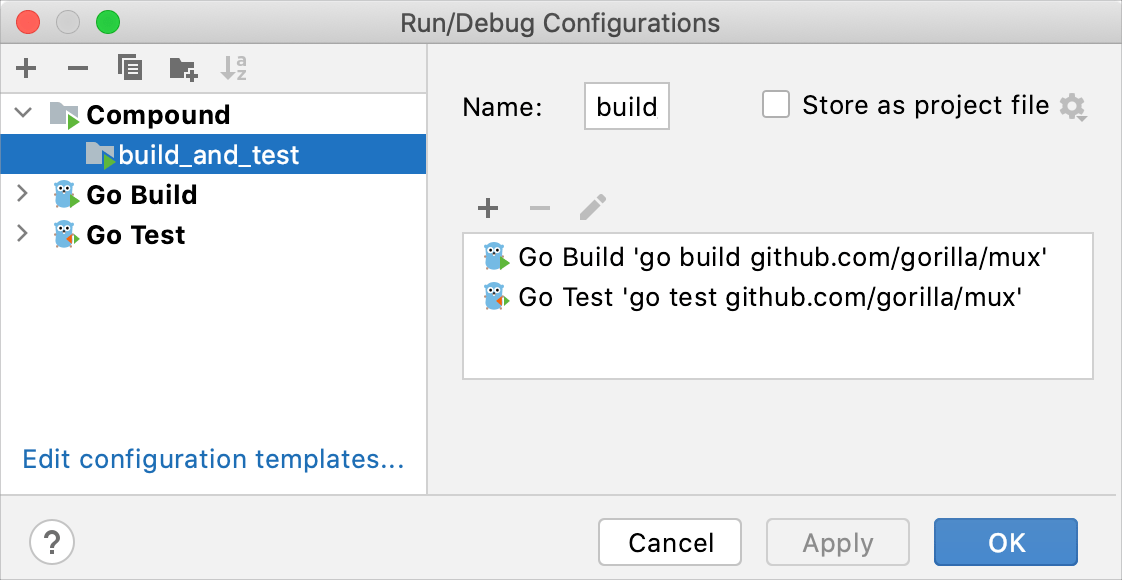 Run/Debug Configurations
Compound
build_and_test
Go Build
Go Test
Edit configuration templates...
Name: build Store as project file
Go Build 'go build github.com/gorilla/mux'
Go Test 'go test github.com/gorilla/mux'
? Cancel Apply OK